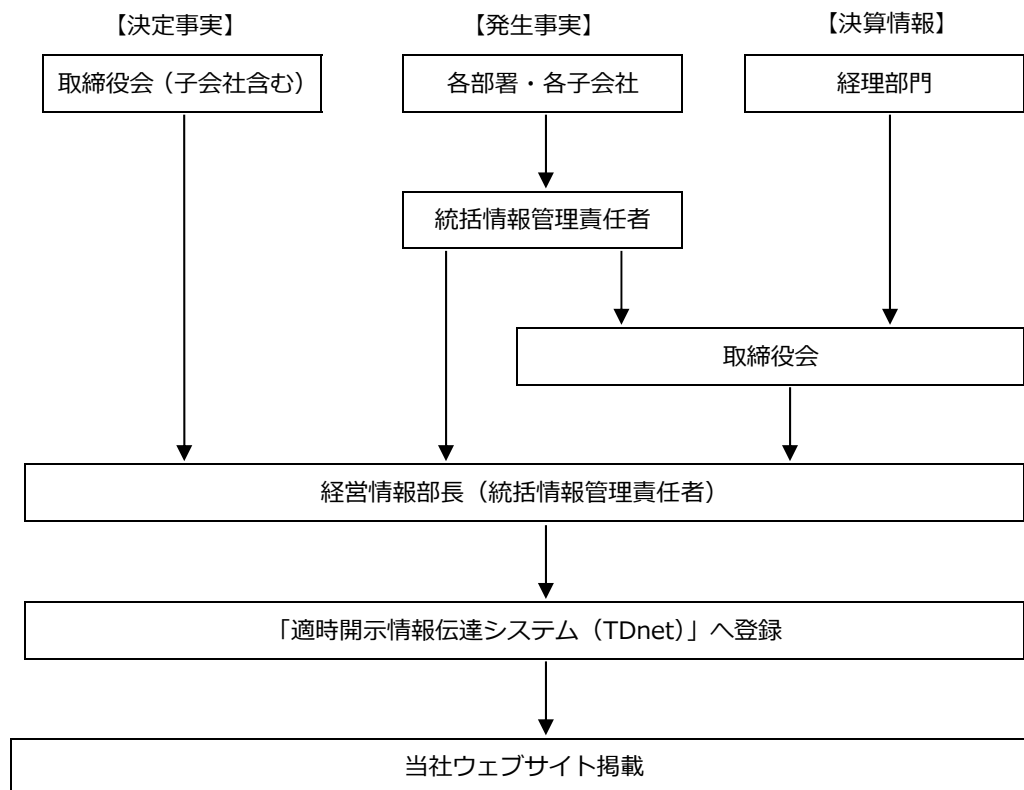 【決定事実】
【発生事実】
【決算情報】
取締役会（子会社含む）
各部署・各子会社
経理部門
統括情報管理責任者
取締役会
経営情報部長（統括情報管理責任者）
「適時開示情報伝達システム（TDnet）」へ登録
当社ウェブサイト掲載